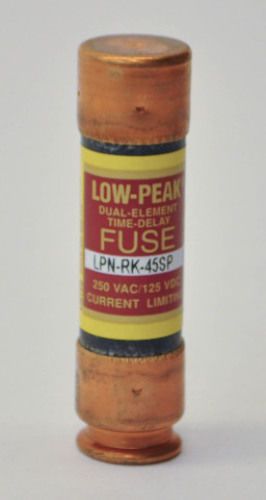 LOW-PEAK
DUAL-ELEMENT
TIME-DELAY
FUSE
LPN-RK-45SP
250 VAC/125 VDC
CURRENT LIMITING